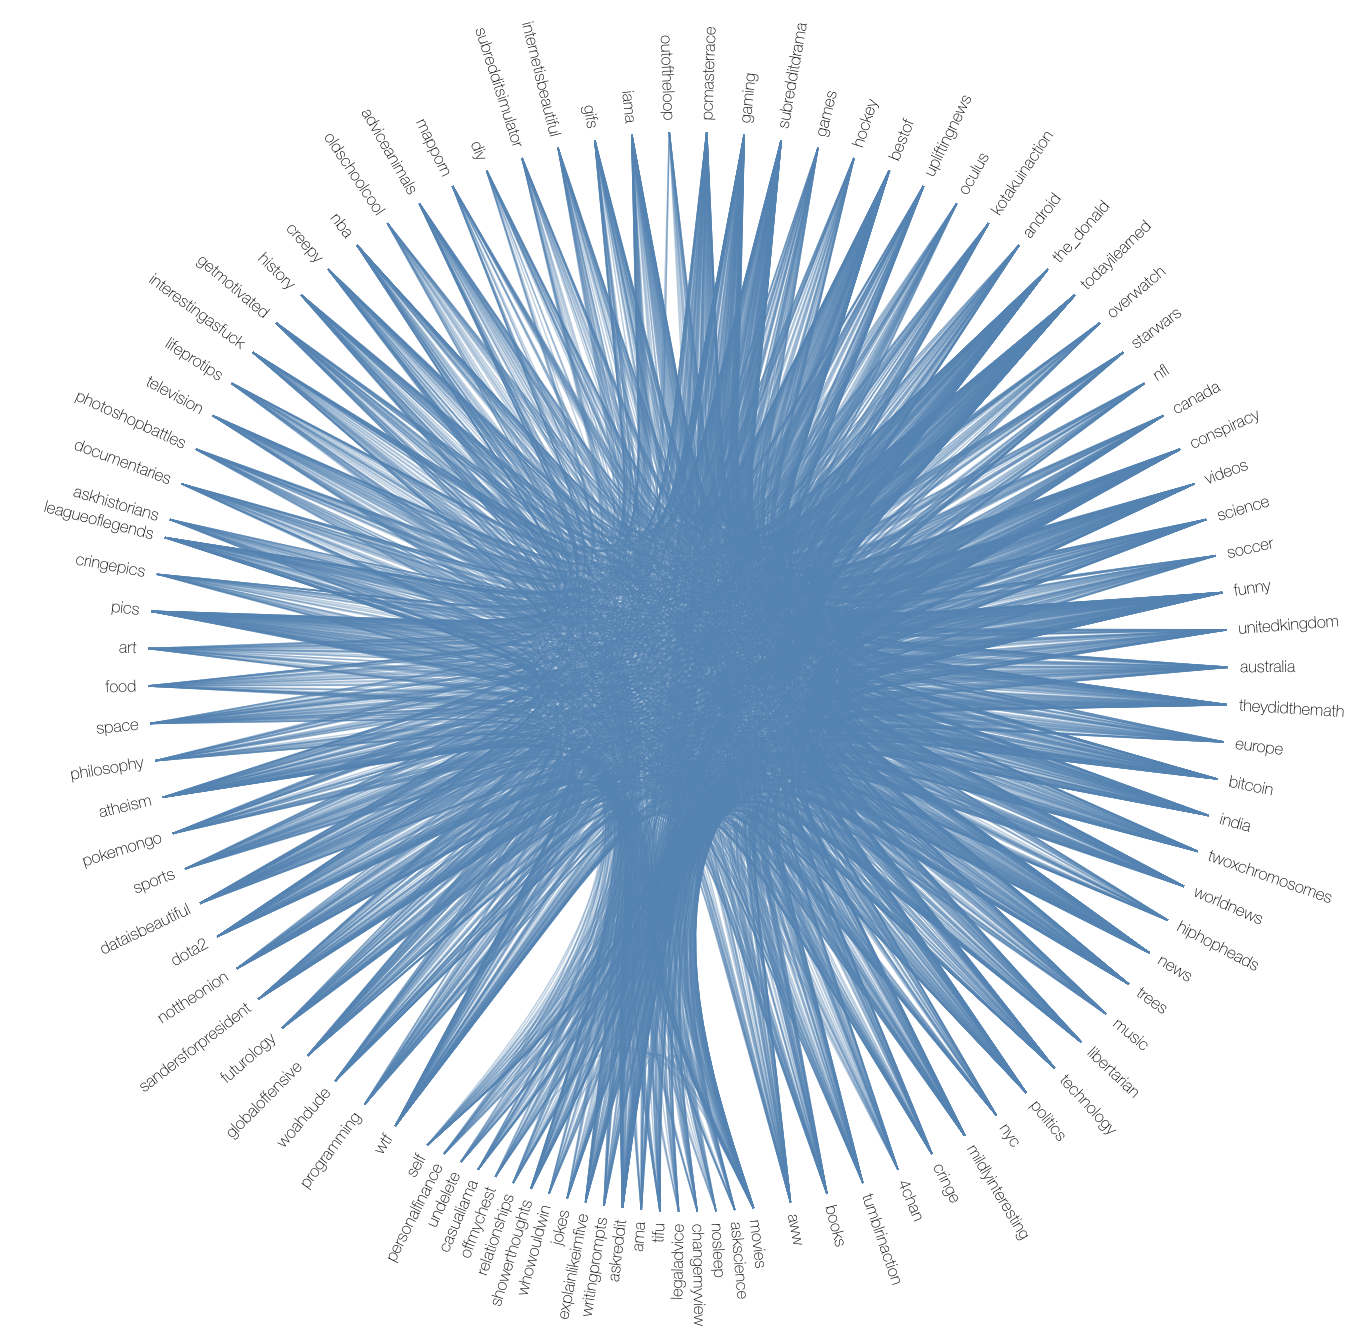 outoftheloop
pcmasterrace
gaming
subredditdrama
games
hockey
bestof
upliftingnews
oculus
kotakuinaction
android
the_donald
todayilearned
overwatch
starwars
nfl
canada
conspiracy
videos
science
soccer
funny
unitedkingdom
australia
theydidthemath
europe
bitcoin
india
twoxchromosomes
worldnews
hiphopheads
news
trees
music
libertarian
technology
politics
nyc
mildlyinteresting
cringe
4chan
tumblrinaction
books
aww
movies
askscience
nosleep
changemyview
legaladvice
tifu
ama
askreddit
writingprompts
explainlikeimfive
jokes
whowouldwin
showerthoughts
relationships
offmychest
casualiama
undelete
personalfinance
self
wtf
programming
woahdude
globaloffensive
futurology
sandersforpresident
nottheonion
dota2
dataisbeautiful
sports
pokemongo
atheism
philosophy
space
food
art
pics
cringepics
leagueoflegends
askhistorians
documentaries
photoshopbattles
television
lifeprotips
interestingasfuck
getmotivated
history
creepy
nba
oldschoolcool
adviceanimals
mapporn
diy
subredditsimulator
internetisbeautiful
gifs
iama